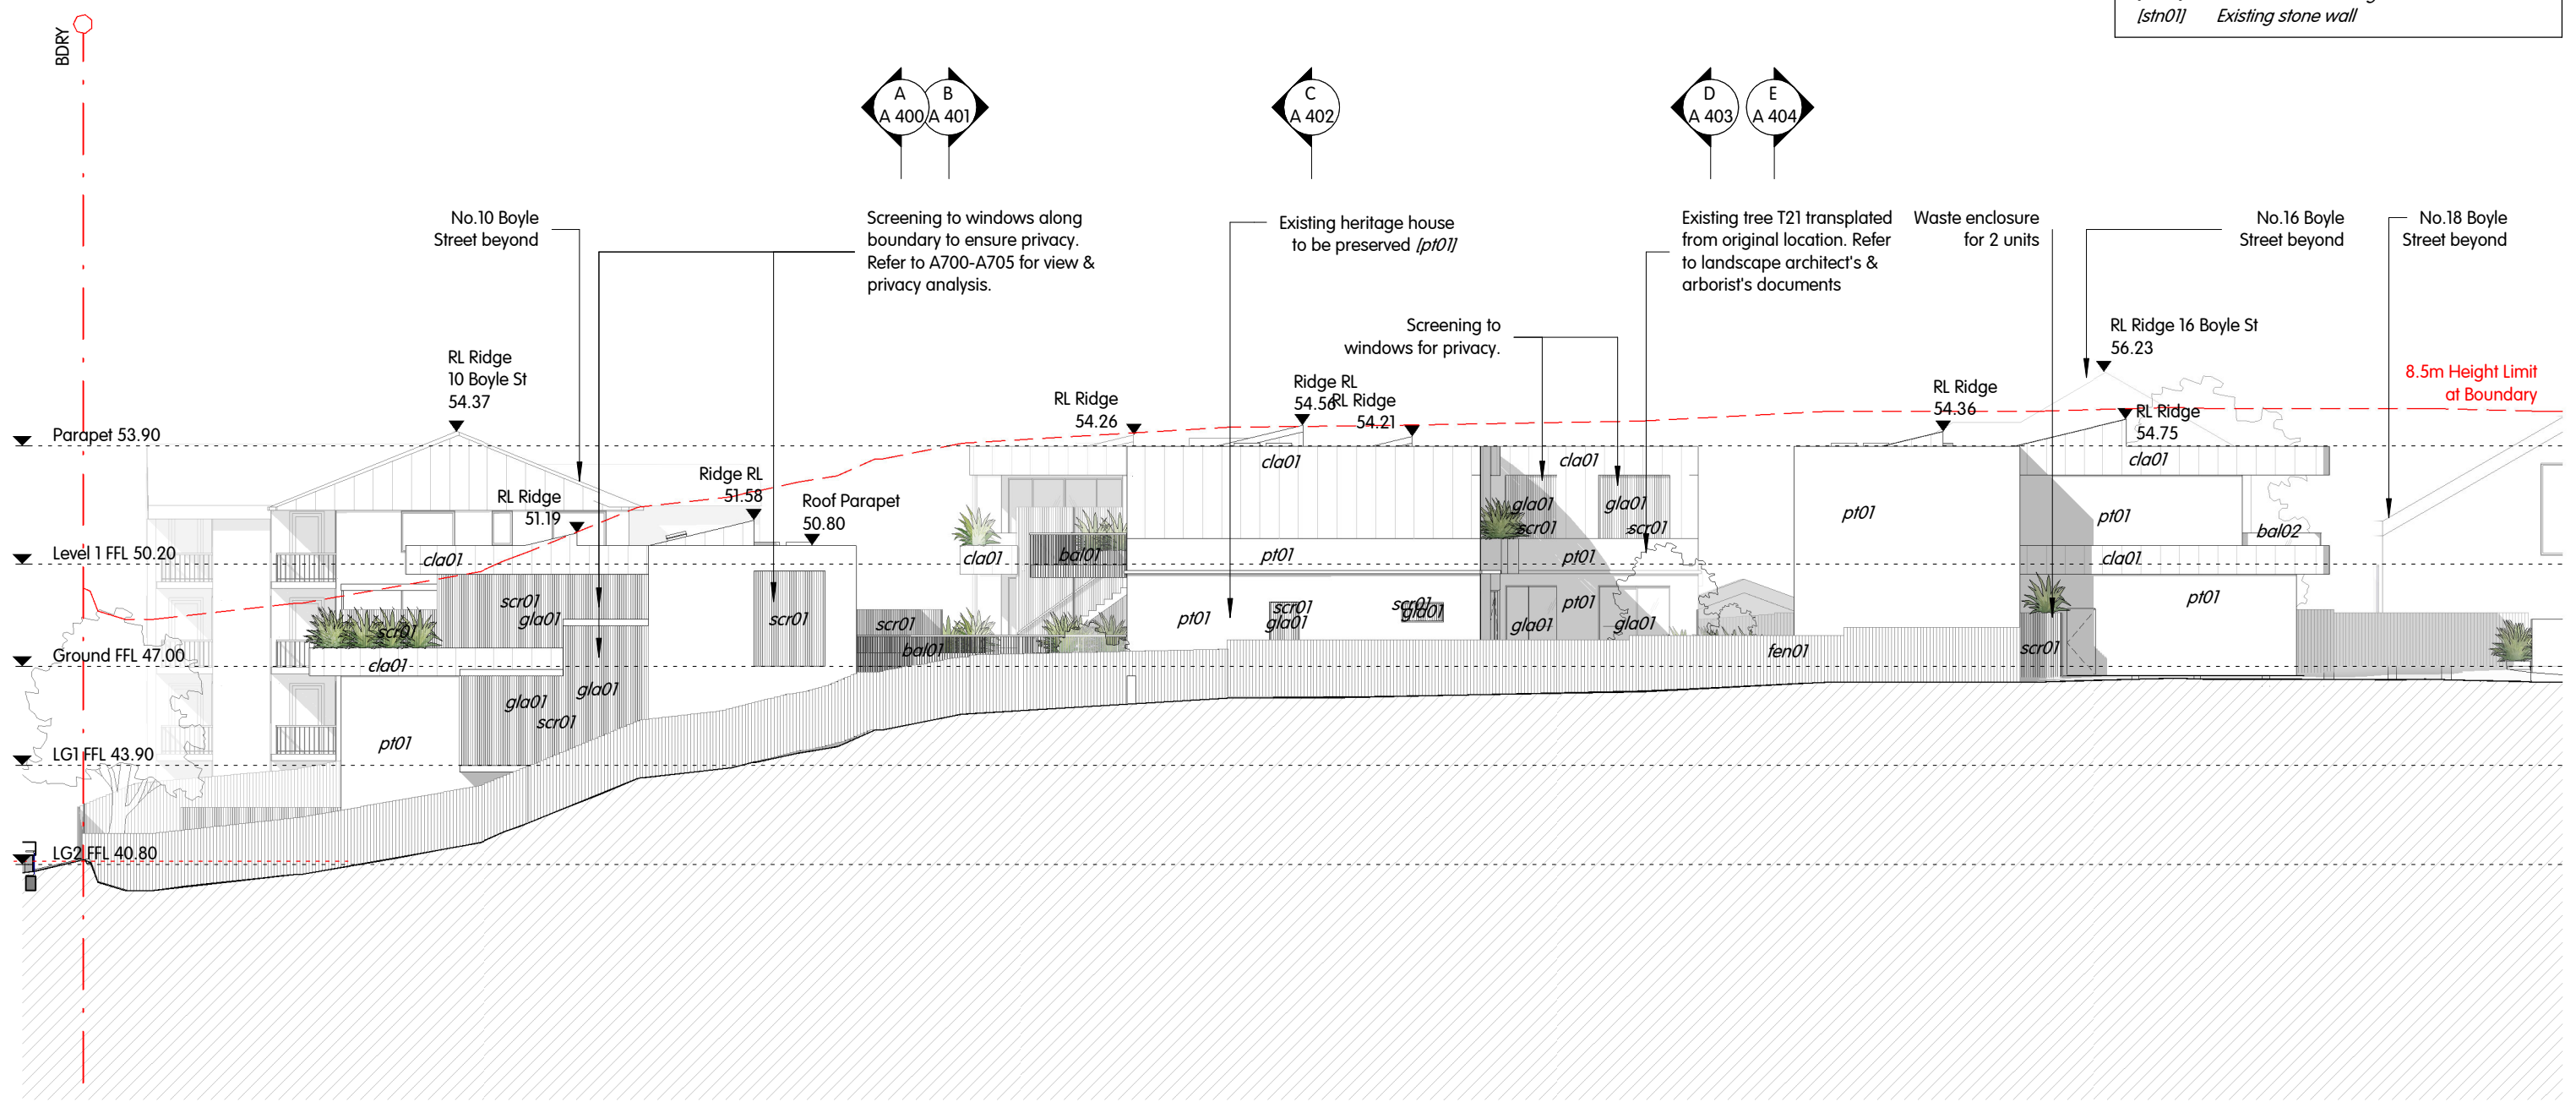 [stn01] Existing stone wall
BDRY
A
A 400
B
A 401
C
A 402
D
A 403
E
A 404
No.10 Boyle
Street beyond
Screening to windows along
boundary to ensure privacy.
Refer to A700-A705 for view &
privacy analysis.
Existing heritage house
to be preserved [pt01]
Existing tree T21 transplated
from original location. Refer
to landscape architect's &
arborist's documents
Waste enclosure
for 2 units
No.16 Boyle
Street beyond
No.18 Boyle
Street beyond
Screening to
windows for privacy.
RL Ridge 16 Boyle St
56.23
RL Ridge
10 Boyle St
54.37
8.5m Height Limit
at Boundary
RL Ridge
54.26
Ridge RL
54.56
RL Ridge
54.21
RL Ridge
54.36
RL Ridge
54.75
Parapet 53.90
Ridge RL
51.58
RL Ridge
51.19
Roof Parapet
50.80
cla01
cla01
cla01
gla01
scr01
gla01
scr01
pt01
pt01
bal02
Level 1 FFL 50.20
cla01
cla01
bal01
pt01
pt01
cla01
scr01
gla01
scr01
scr01
scr01
pt01
scr01
gla01
scr01
gla01
pt01
gla01
gla01
pt01
Ground FFL 47.00
cla01
bal01
fen01
scr01
gla01
gla01
scr01
pt01
LG1 FFL 43.90
LG2 FFL 40.80